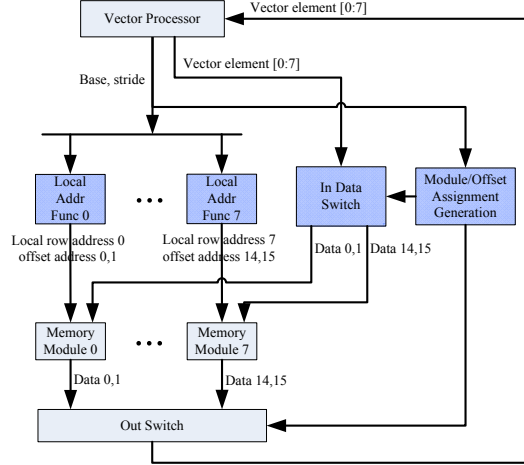 Vector Processor
Vector element [0:7]
Vector element [0:7]
Base, stride
Local
Addr
Func 0
Local
Addr
Func 7
In Data
Switch
Module/Offset
Assignment
Generation
Local row address 0
offset address 0,1
Local row address 7
offset address 14,15
Data 0,1
Data 14,15
Memory
Module 0
Memory
Module 7
Data 0,1
Data 14,15
Out Switch